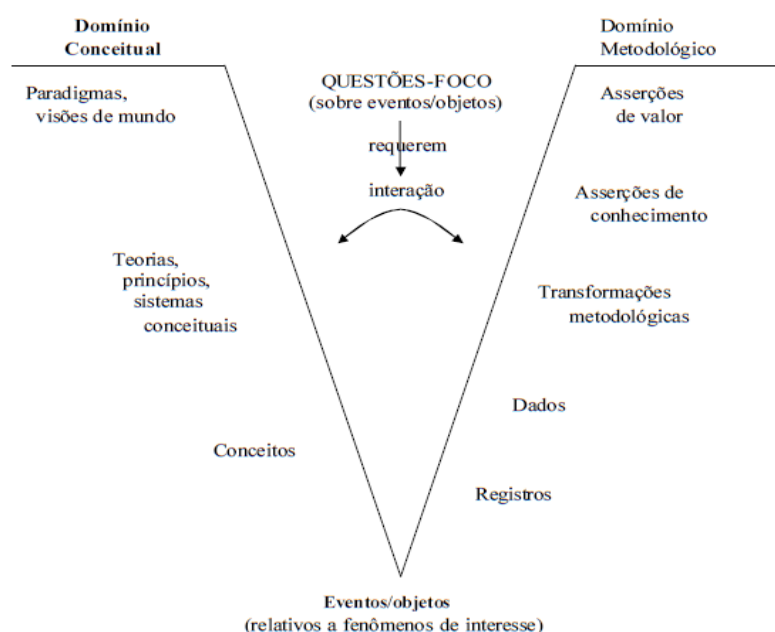 Domínio
Conceitual
Domínio
Metodológico
Paradigmas,
visões de mundo
QUESTÕES-FOCO
(sobre eventos/objetos)
requerem
interação
Asserções
de valor
Asserções de
conhecimento
Teorias,
princípios,
sistemas
conceituais
Transformações
metodológicas
Dados
Conceitos
Registros
Eventos/objetos
(relativos a fenômenos de interesse)